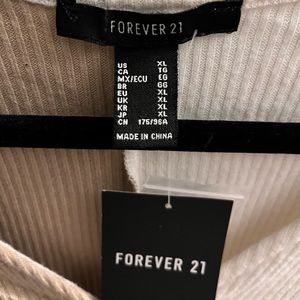 FOREVER 21
US XL
CA TG
MX/ECU EG
BR GG
EU XL
UK XL
KR XL
JP XL
CN 175/96A
MADE IN CHINA
FOREVER 21